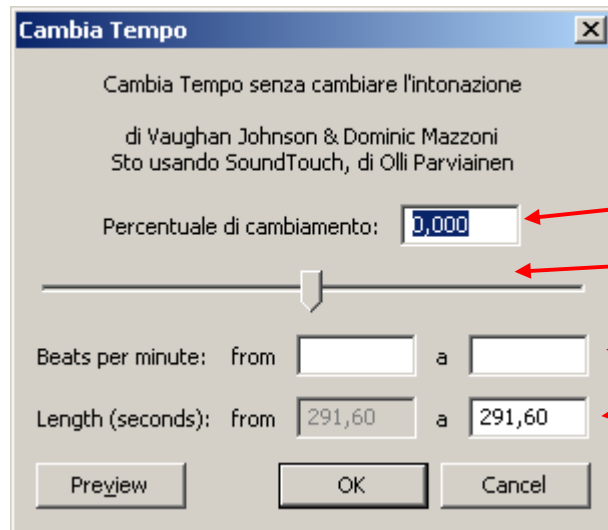 Cambia Tempo
Cambia Tempo senza cambiare l'intonazione
di Vaughan Johnson & Dominic Mazzoni
Sto usando SoundTouch, di Olli Parviainen
Percentuale di cambiamento: 0,000
Beats per minute: from a
Length (seconds): from 291,60 a 291,60
Preview OK Cancel